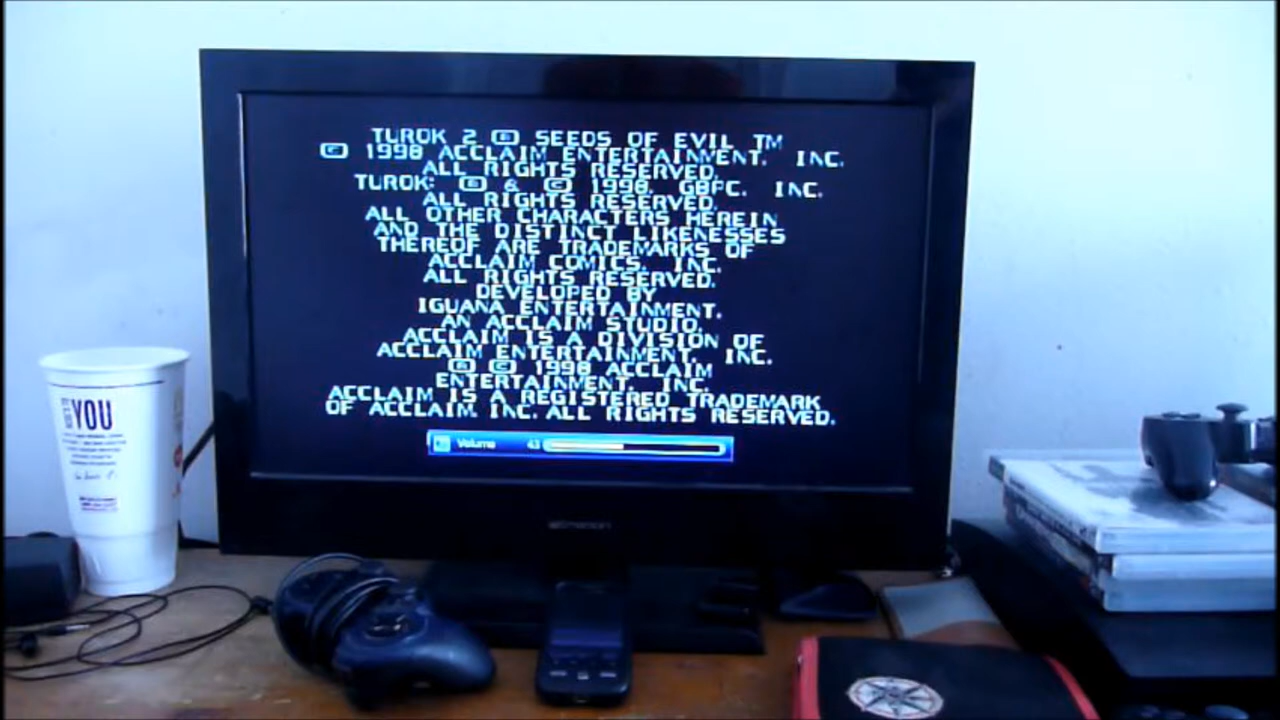 TUROK 2 ® SEEDS OF EVIL TM
© 1998 ACCLAIM ENTERTAINMENT. INC.
ALL RIGHTS RESERVED.
TUROK: ® & © 1998. GBPC. INC.
ALL RIGHTS RESERVED.
ALL OTHER CHARACTERS HEREIN
AND THE DISTINCT LIKENESSES
THEREOF ARE TRADEMARKS OF
ACCLAIM COMICS. INC.
ALL RIGHTS RESERVED.
DEVELOPED BY
IGUANA ENTERTAINMENT.
AN ACCLAIM STUDIO.
ACCLAIM IS A DIVISION OF
ACCLAIM ENTERTAINMENT. INC.
® © 1998 ACCLAIM
ENTERTAINMENT. INC.
ACCLAIM IS A REGISTERED TRADEMARK
OF ACCLAIM. INC. ALL RIGHTS RESERVED.
Volume 43
YOU